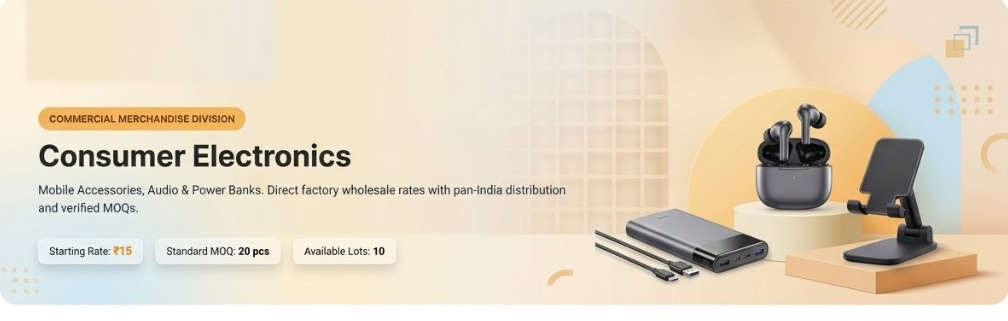 COMMERCIAL MERCHANDISE DIVISION
Consumer Electronics
Mobile Accessories, Audio & Power Banks. Direct factory wholesale rates with pan-India distribution
and verified MOQs.
Starting Rate: ₹15
Standard MOQ: 20 pcs
Available Lots: 10